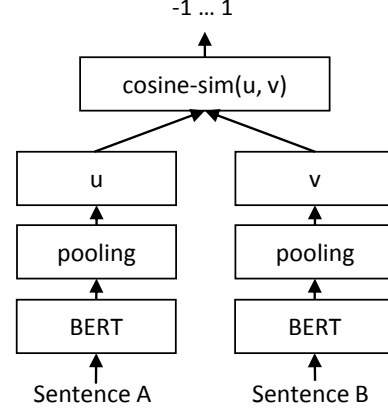 -1 … 1
cosine-sim(u, v)
u v
pooling pooling
BERT BERT
Sentence A Sentence B